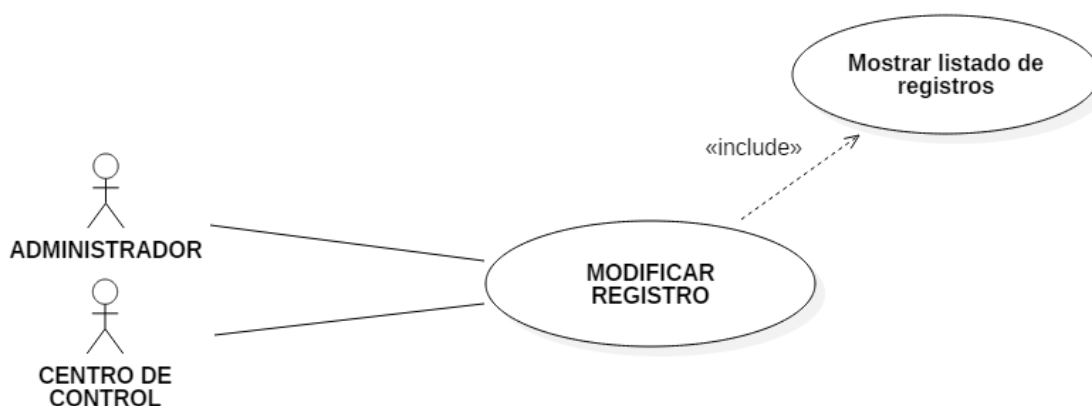 Mostrar listado de
registros
«include»
ADMINISTRADOR
MODIFICAR
REGISTRO
CENTRO DE
CONTROL